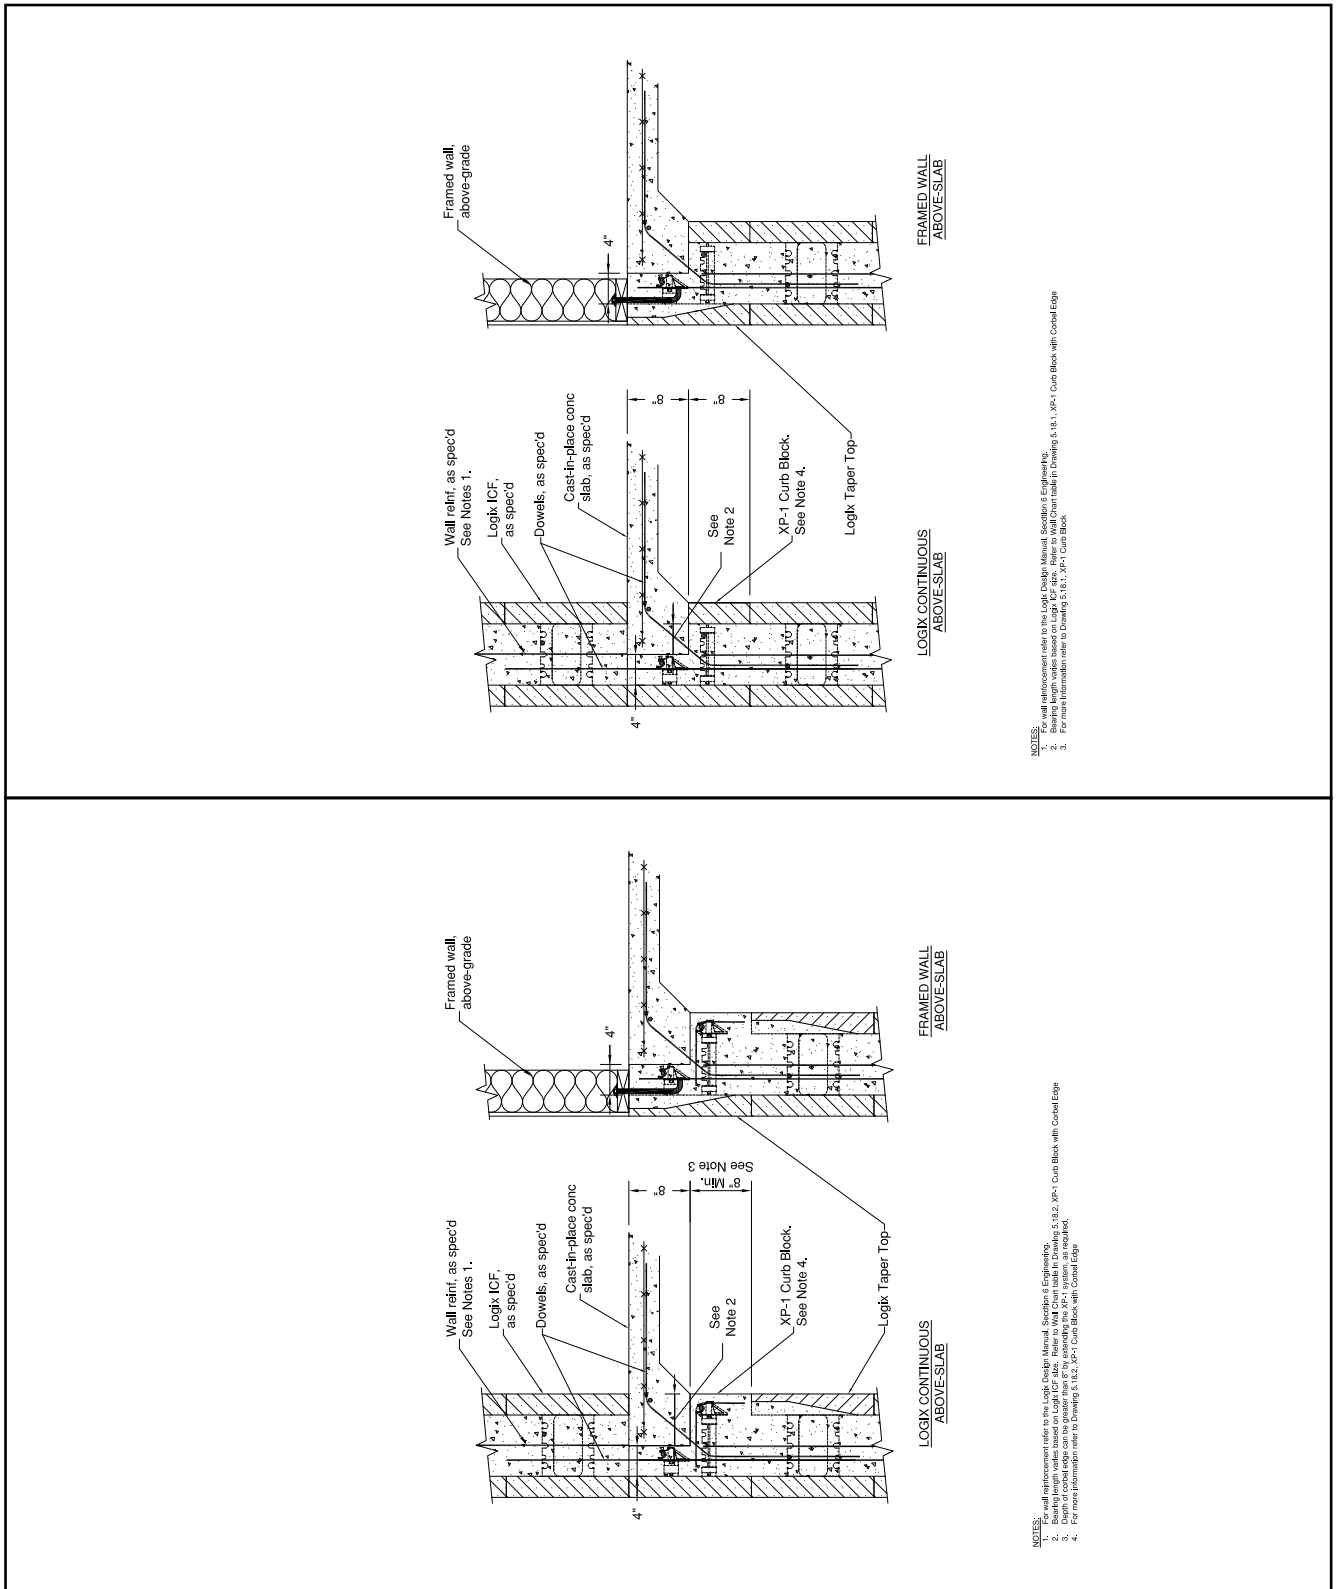 Wall reinf, as spec'd
See Notes 1.
Logix ICF,
as spec'd
Dowels, as spec'd
Cast-in-place conc
slab, as spec'd
Framed wall,
above-grade
4"
4"
8"
8" Min.
See Note 3
See
Note 2
XP-1 Curb Block.
See Note 4.
Logix Taper Top
LOGIX CONTINUOUS
ABOVE-SLAB
FRAMED WALL
ABOVE-SLAB
NOTES:
1. For wall reinforcement refer to the Logix Design Manual, Secdtion 6 Engineering.
2. Bearing length varies based on Logix ICF size. Refer to Wall Chart table in Drawing 5.18.2, XP-1 Curb Block with Corbel Edge
3. Depth of corbel edge can be greater than 8" by extending the XP-1 system, as required.
4. For more information refer to Drawing 5.18.2, XP-1 Curb Block with Corbel Edge
Wall reinf, as spec'd
See Notes 1.
Logix ICF,
as spec'd
Dowels, as spec'd
Cast-in-place conc
slab, as spec'd
Framed wall,
above-grade
4"
4"
8"
8"
See
Note 2
XP-1 Curb Block.
See Note 4.
Logix Taper Top
LOGIX CONTINUOUS
ABOVE-SLAB
FRAMED WALL
ABOVE-SLAB
NOTES:
1. For wall reinforcement refer to the Logix Design Manual, Secdtion 6 Engineering.
2. Bearing length varies based on Logix ICF size. Refer to Wall Chart table in Drawing 5.18.1, XP-1 Curb Block with Corbel Edge
3. For more information refer to Drawing 5.18.1, XP-1 Curb Block